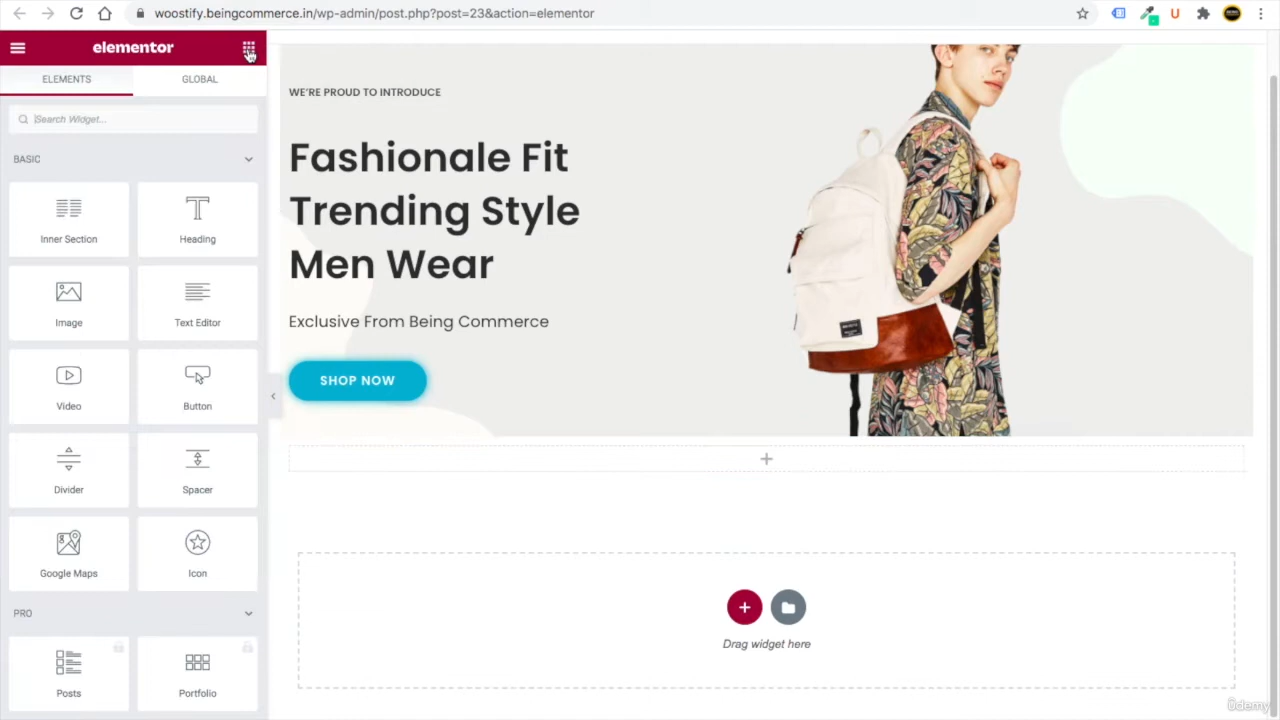 woostify.beingcommerce.in/wp-admin/post.php?post=23&action=elementor
elementor
ELEMENTS
GLOBAL
Search Widget...
BASIC
Inner Section
Heading
Image
Text Editor
Video
Button
Divider
Spacer
Google Maps
Icon
PRO
Posts
Portfolio
WE'RE PROUD TO INTRODUCE
Fashionale Fit
Trending Style
Men Wear
Exclusive From Being Commerce
SHOP NOW
Drag widget here
ûdemy